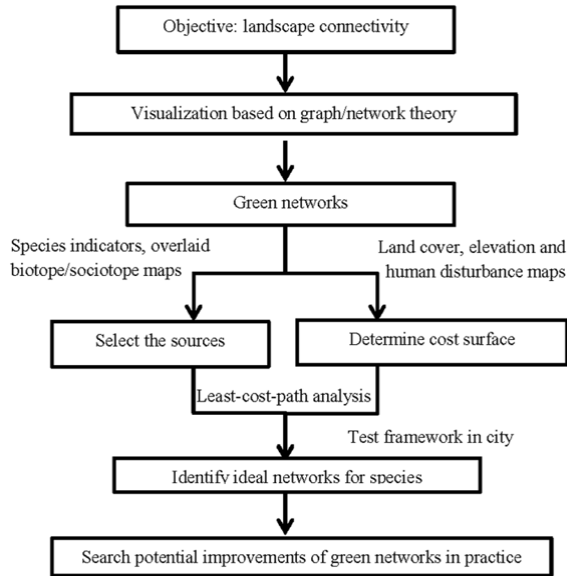 Objective: landscape connectivity
Visualization based on graph/network theory
Green networks
Species indicators, overlaid
biotope/sociotope maps
Land cover, elevation and
human disturbance maps
Select the sources
Determine cost surface
Least-cost-path analysis
Test framework in city
Identify ideal networks for species
Search potential improvements of green networks in practice